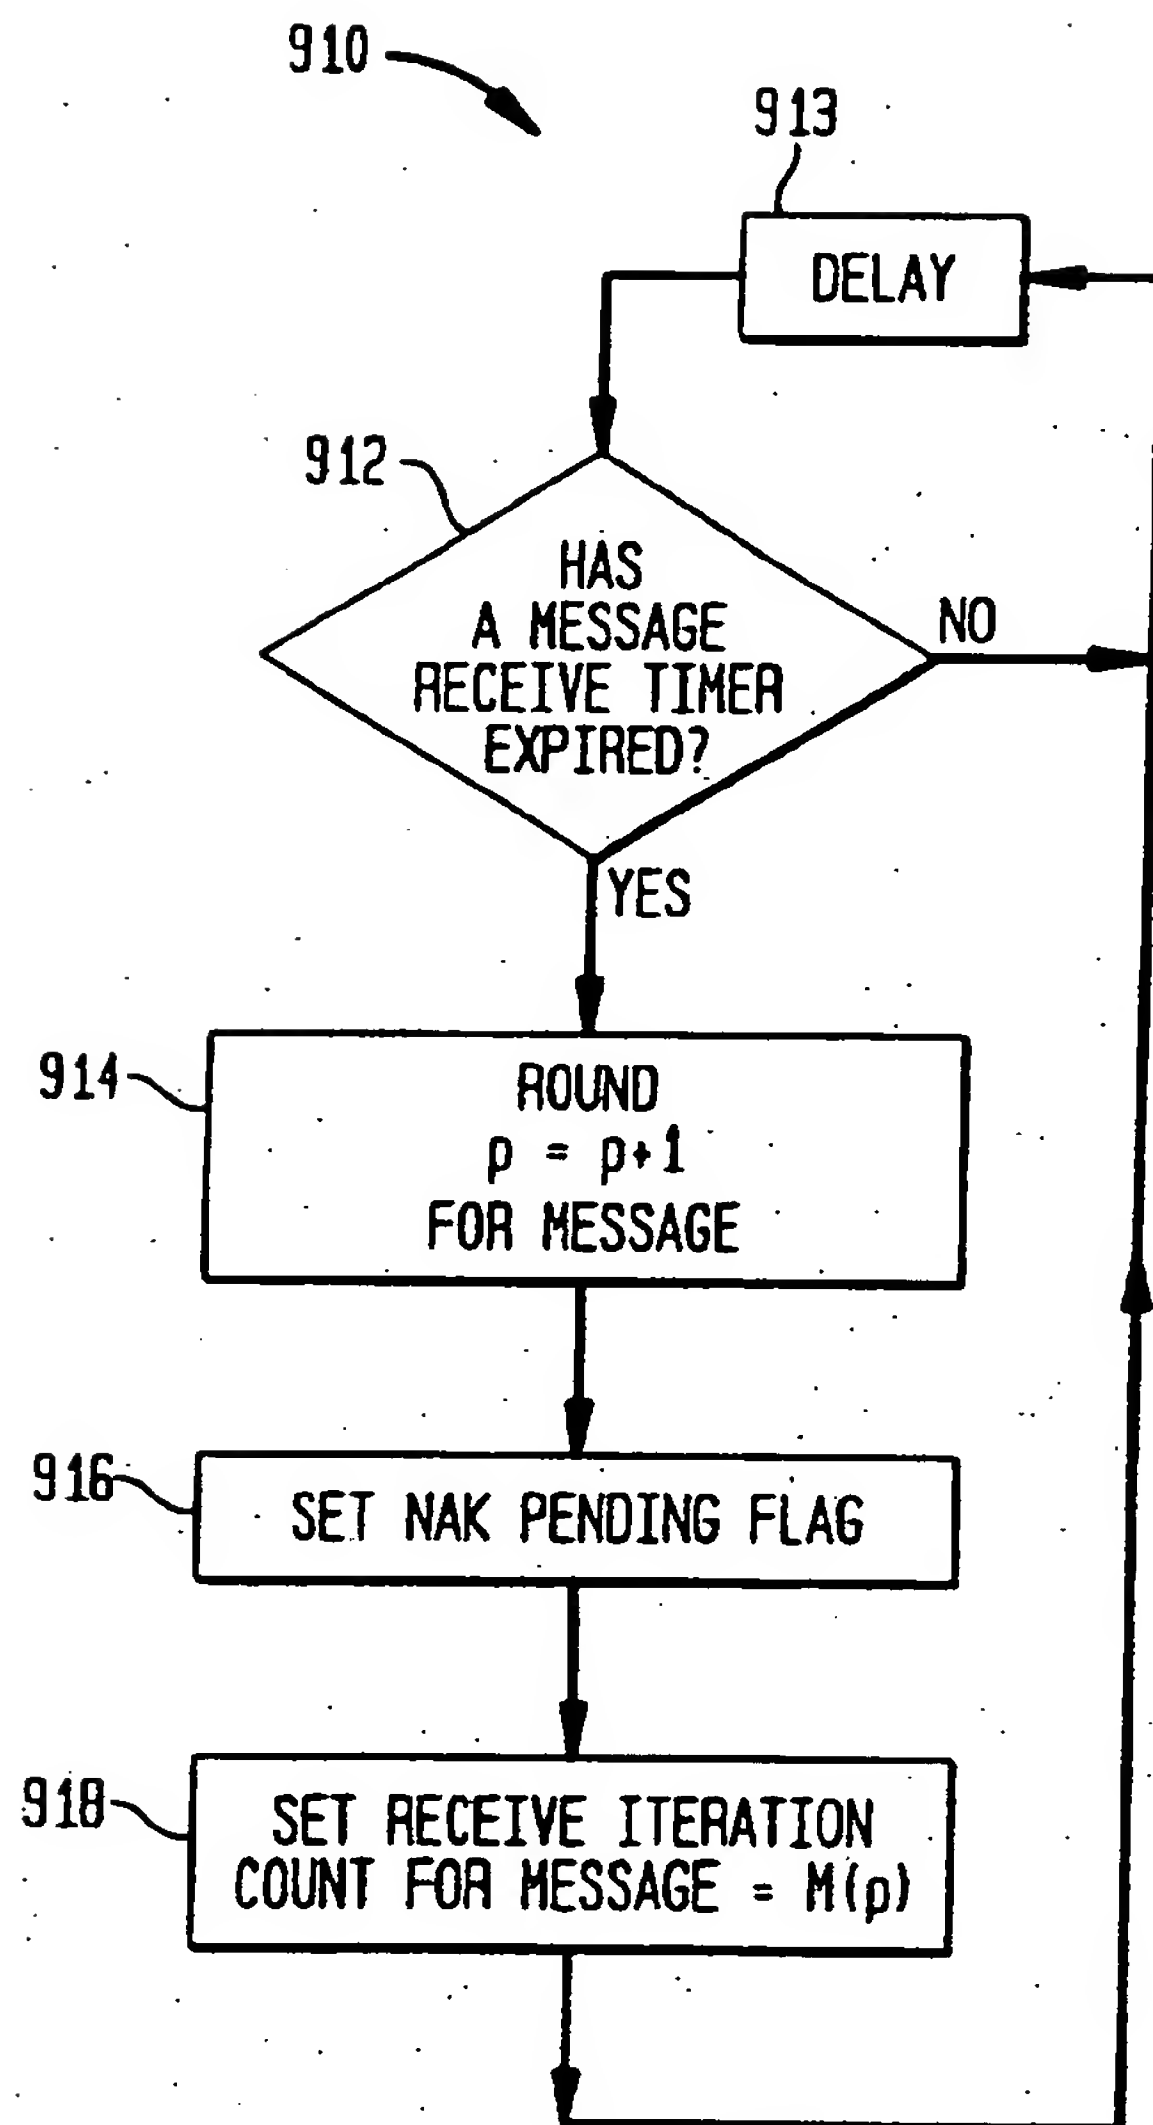 910
913
DELAY
912
HAS
A MESSAGE
RECEIVE TIMER
EXPIRED?
NO
YES
914
ROUND
p = p+1
FOR MESSAGE
916
SET NAK PENDING FLAG
918
SET RECEIVE ITERATION
COUNT FOR MESSAGE = M(p)